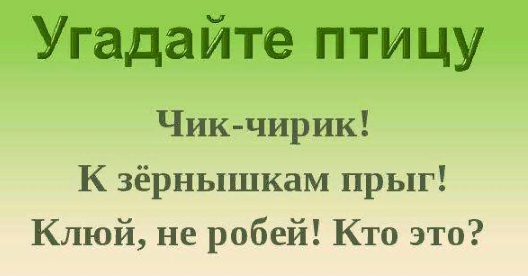 Угадайте птицу
Чик-чирик!
К зёрнышкам прыг!
Клюй, не робей! Кто это?